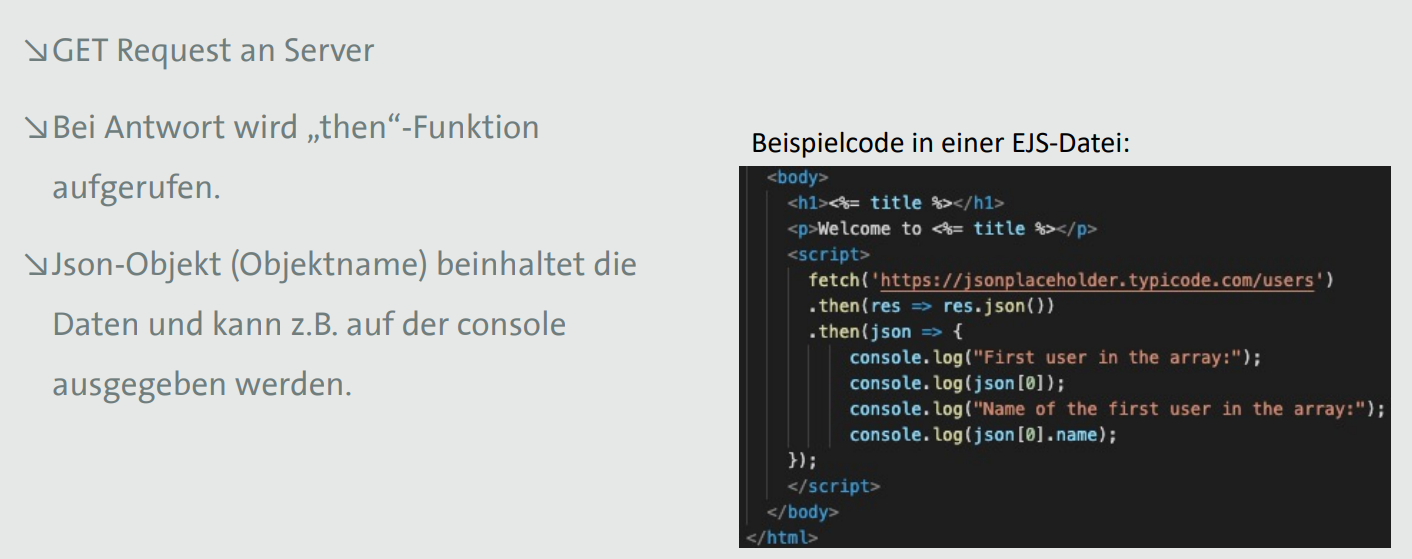 ↘GET Request an Server
↘Bei Antwort wird „then“-Funktion
aufgerufen.
↘Json-Objekt (Objektname) beinhaltet die
Daten und kann z.B. auf der console
ausgegeben werden.
Beispielcode in einer EJS-Datei:
<body>
<h1><%= title %></h1>
<p>Welcome to <%= title %></p>
<script>
fetch('https://jsonplaceholder.typicode.com/users')
.then(res => res.json())
.then(json => {
console.log("First user in the array:");
console.log(json[0]);
console.log("Name of the first user in the array:");
console.log(json[0].name);
});
</script>
</body>
</html>